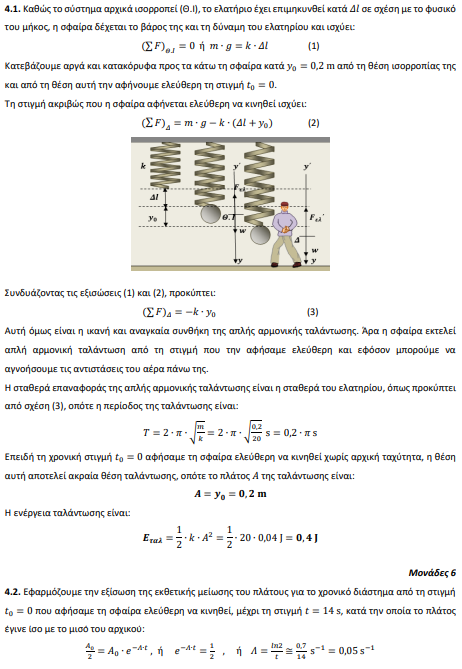 4.1. Καθώς το σύστημα αρχικά ισορροπεί (Θ.Ι), το ελατήριο έχει επιμηκυνθεί κατά Δl σε σχέση με το φυσικό
του μήκος, η σφαίρα δέχεται το βάρος της και τη δύναμη του ελατηρίου και ισχύει:
(∑F)_Θ.Ι = 0 ή m · g = k · Δl (1)
Κατεβάζουμε αργά και κατακόρυφα προς τα κάτω τη σφαίρα κατά y₀ = 0,2 m από τη θέση ισορροπίας της
και από τη θέση αυτή την αφήνουμε ελεύθερη τη στιγμή t₀ = 0.
Τη στιγμή ακριβώς που η σφαίρα αφήνεται ελεύθερη να κινηθεί ισχύει:
(∑F)_Δ = m · g − k · (Δl + y₀) (2)
k
Δl
y₀
y΄
F_ελ
Θ.Ι
w
y
y΄
F_ελ΄
Δ
w
y
Συνδυάζοντας τις εξισώσεις (1) και (2), προκύπτει:
(∑F)_Δ = −k · y₀ (3)
Αυτή όμως είναι η ικανή και αναγκαία συνθήκη της απλής αρμονικής ταλάντωσης. Άρα η σφαίρα εκτελεί
απλή αρμονική ταλάντωση από τη στιγμή που την αφήσαμε ελεύθερη και εφόσον μπορούμε να
αγνοήσουμε τις αντιστάσεις του αέρα πάνω της.
Η σταθερά επαναφοράς της απλής αρμονικής ταλάντωσης είναι η σταθερά του ελατηρίου, όπως προκύπτει
από σχέση (3), οπότε η περίοδος της ταλάντωσης είναι:
T = 2 · π · √(m/k) = 2 · π · √(0,2/20) s = 0,2 · π s
Επειδή τη χρονική στιγμή t₀ = 0 αφήσαμε τη σφαίρα ελεύθερη να κινηθεί χωρίς αρχική ταχύτητα, η θέση
αυτή αποτελεί ακραία θέση ταλάντωσης, οπότε το πλάτος A της ταλάντωσης είναι:
A = y₀ = 0, 2 m
Η ενέργεια ταλάντωσης είναι:
E_ταλ = 1/2 · k · A² = 1/2 · 20 · 0,04 J = 0, 4 J
Μονάδες 6
4.2. Εφαρμόζουμε την εξίσωση της εκθετικής μείωσης του πλάτους για το χρονικό διάστημα από τη στιγμή
t₀ = 0 που αφήσαμε τη σφαίρα ελεύθερη να κινηθεί, μέχρι τη στιγμή t = 14 s, κατά την οποία το πλάτος
έγινε ίσο με το μισό του αρχικού:
A₀/2 = A₀ · e^(−Λ·t) , ή e^(−Λ·t) = 1/2 , ή Λ = ln2/t ≅ 0,7/14 s⁻¹ = 0,05 s⁻¹